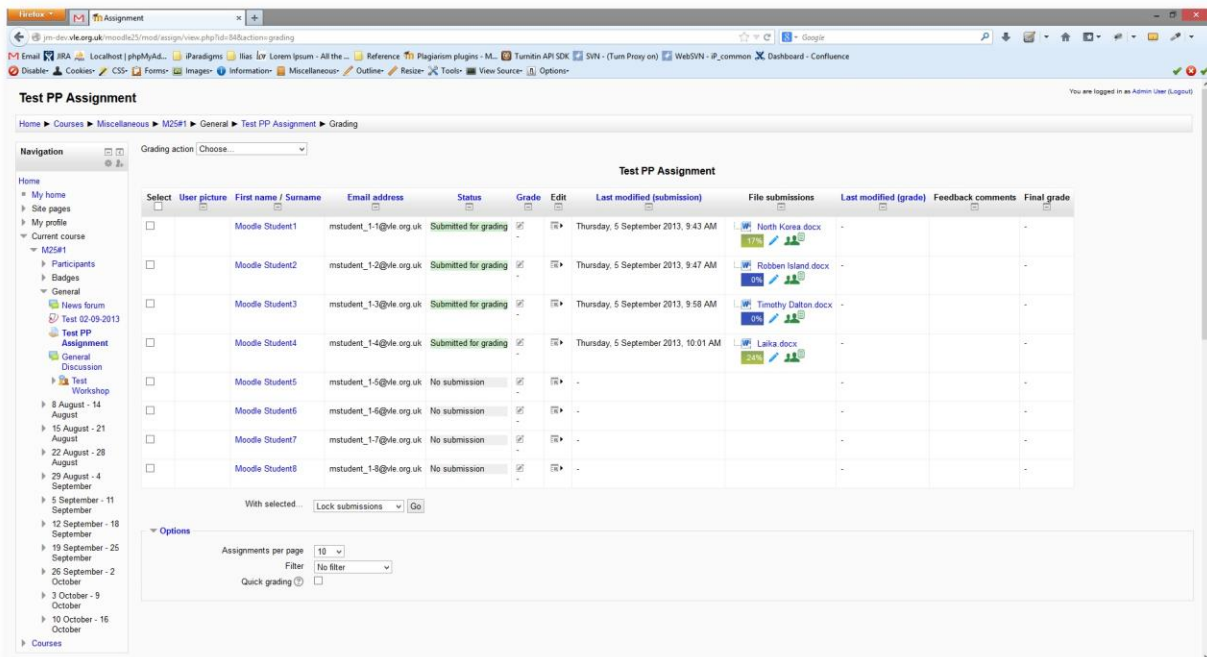 Firefox
Assignment
jm-dev.vle.org.uk/moodle25/mod/assign/view.php?id=84&action=grading
Google
Email JIRA Localhost | phpMyAd... iParadigms Ilias Lorem Ipsum - All the ... Reference Plagiarism plugins - M... Turnitin API SDK SVN - (Turn Proxy on) WebSVN - iP_common Dashboard - Confluence
Disable Cookies CSS Forms Images Information Miscellaneous Outline Resize Tools View Source Options
Test PP Assignment
You are logged in as Admin User (Logout)
Home ► Courses ► Miscellaneous ► M25#1 ► General ► Test PP Assignment ► Grading
Navigation
Home
My home
Site pages
My profile
Current course
M25#1
Participants
Badges
General
News forum
Test 02-09-2013
Test PP
Assignment
General
Discussion
Test
Workshop
8 August - 14
August
15 August - 21
August
22 August - 28
August
29 August - 4
September
5 September - 11
September
12 September - 18
September
19 September - 25
September
26 September - 2
October
3 October - 9
October
10 October - 16
October
Courses
Grading action Choose...
Test PP Assignment
Select User picture First name / Surname Email address Status Grade Edit Last modified (submission) File submissions Last modified (grade) Feedback comments Final grade
Moodle Student1 mstudent_1-1@vle.org.uk Submitted for grading Thursday, 5 September 2013, 9:43 AM North Korea.docx - -
- 17%
Moodle Student2 mstudent_1-2@vle.org.uk Submitted for grading Thursday, 5 September 2013, 9:47 AM Robben Island.docx - -
- 0%
Moodle Student3 mstudent_1-3@vle.org.uk Submitted for grading Thursday, 5 September 2013, 9:58 AM Timothy Dalton.docx - -
- 0%
Moodle Student4 mstudent_1-4@vle.org.uk Submitted for grading Thursday, 5 September 2013, 10:01 AM Laika.docx - -
- 24%
Moodle Student5 mstudent_1-5@vle.org.uk No submission - - -
-
Moodle Student6 mstudent_1-6@vle.org.uk No submission - - -
-
Moodle Student7 mstudent_1-7@vle.org.uk No submission - - -
-
Moodle Student8 mstudent_1-8@vle.org.uk No submission - - -
-
With selected... Lock submissions Go
Options
Assignments per page 10
Filter No filter
Quick grading